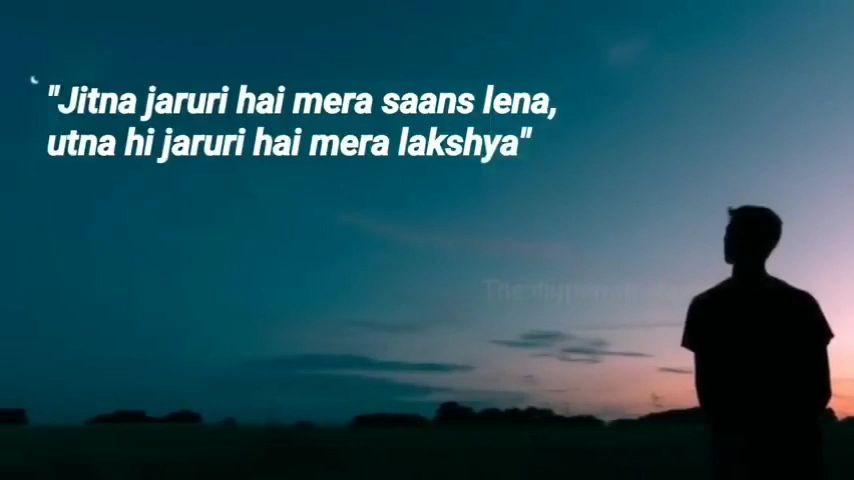 "Jitna jaruri hai mera saans lena,
utna hi jaruri hai mera lakshya"